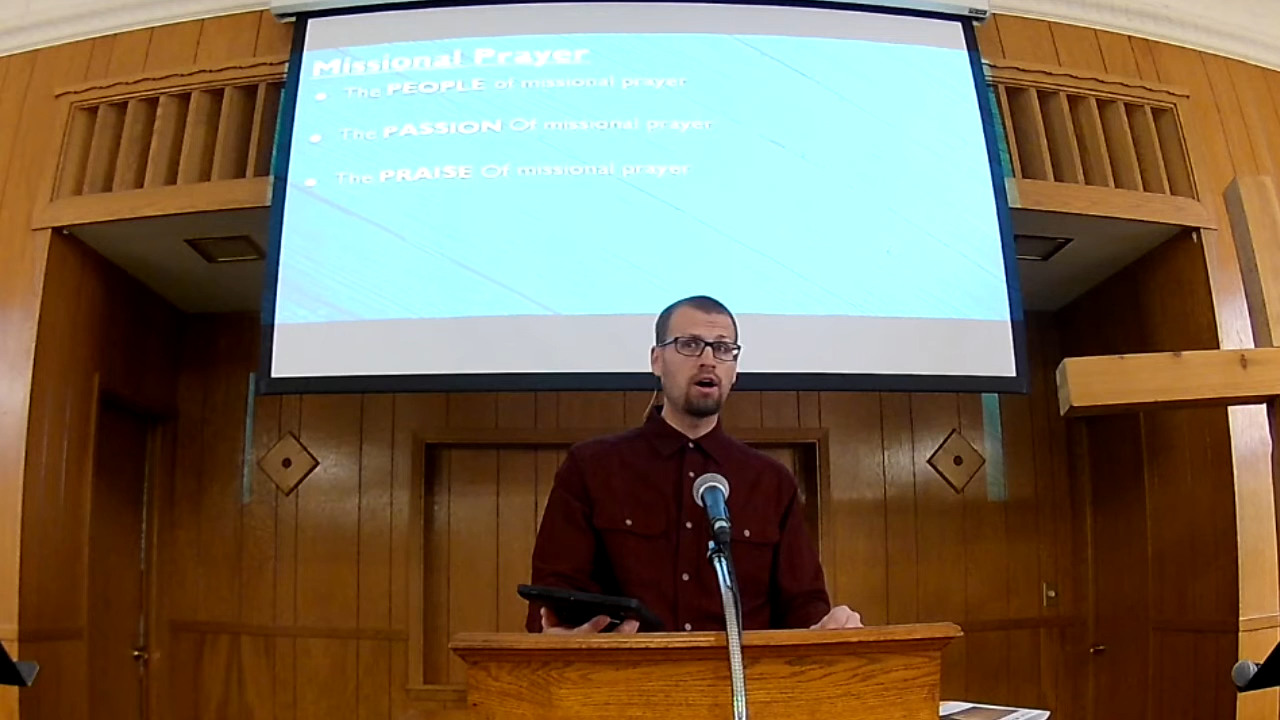 Missional Prayer
The PEOPLE of missional prayer
The PASSION Of missional prayer
The PRAISE Of missional prayer